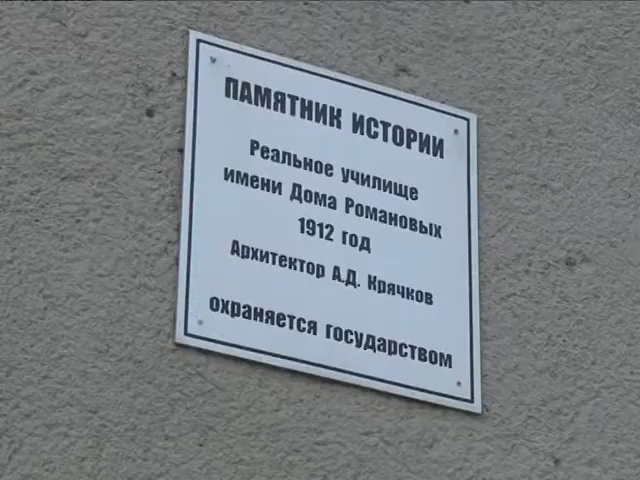 ПАМЯТНИК ИСТОРИИ
Реальное училище
имени Дома Романовых
1912 год
Архитектор А.Д. Крячков
охраняется государством